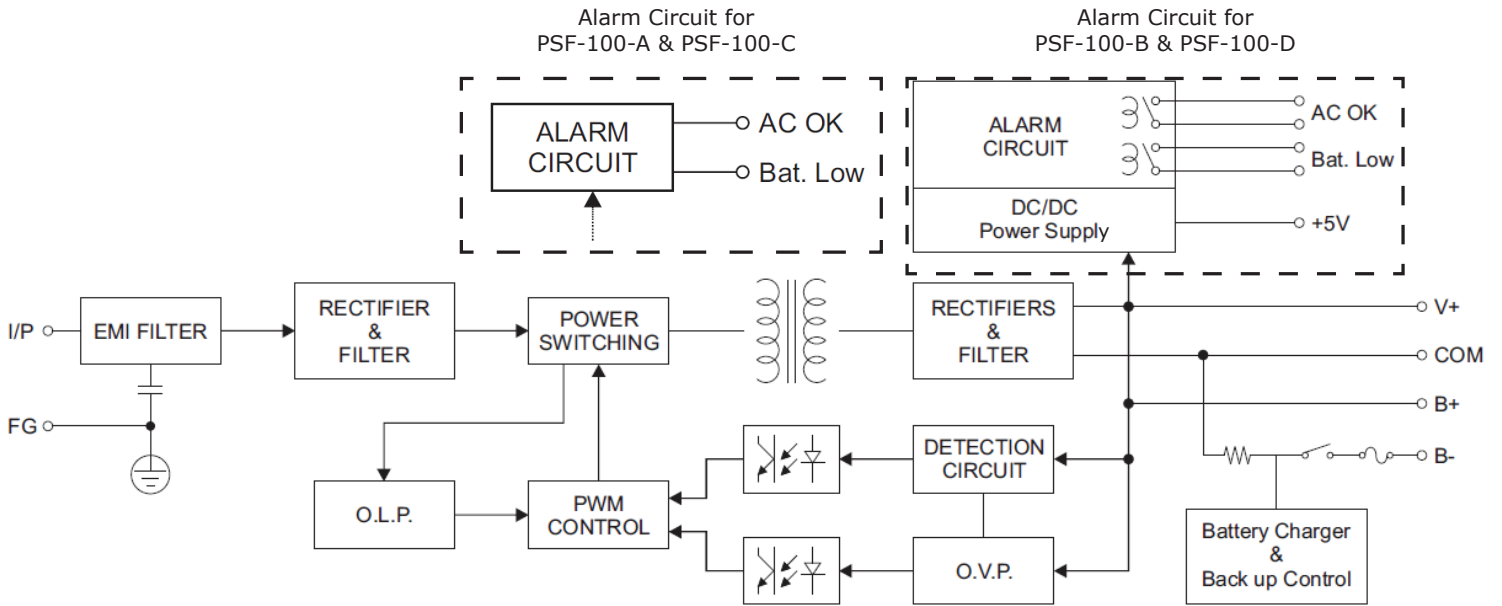 Alarm Circuit for
PSF-100-A & PSF-100-C
Alarm Circuit for
PSF-100-B & PSF-100-D
ALARM
CIRCUIT
AC OK
Bat. Low
ALARM
CIRCUIT
AC OK
Bat. Low
DC/DC
Power Supply
+5V
I/P
EMI FILTER
FG
RECTIFIER
&
FILTER
POWER
SWITCHING
RECTIFIERS
&
FILTER
V+
COM
B+
B-
O.L.P.
PWM
CONTROL
DETECTION
CIRCUIT
O.V.P.
Battery Charger
&
Back up Control